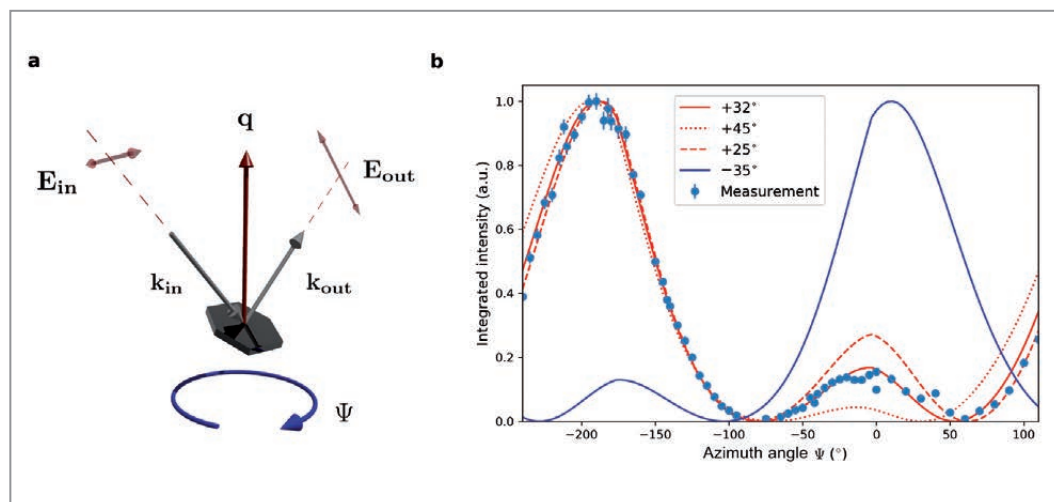 a
q
E_in
E_out
k_in
k_out
Ψ
b
Integrated intensity (a.u.)
1.0
0.8
0.6
0.4
0.2
0.0
+32°
+45°
+25°
−35°
Measurement
−200 −150 −100 −50 0 50 100
Azimuth angle Ψ (°)